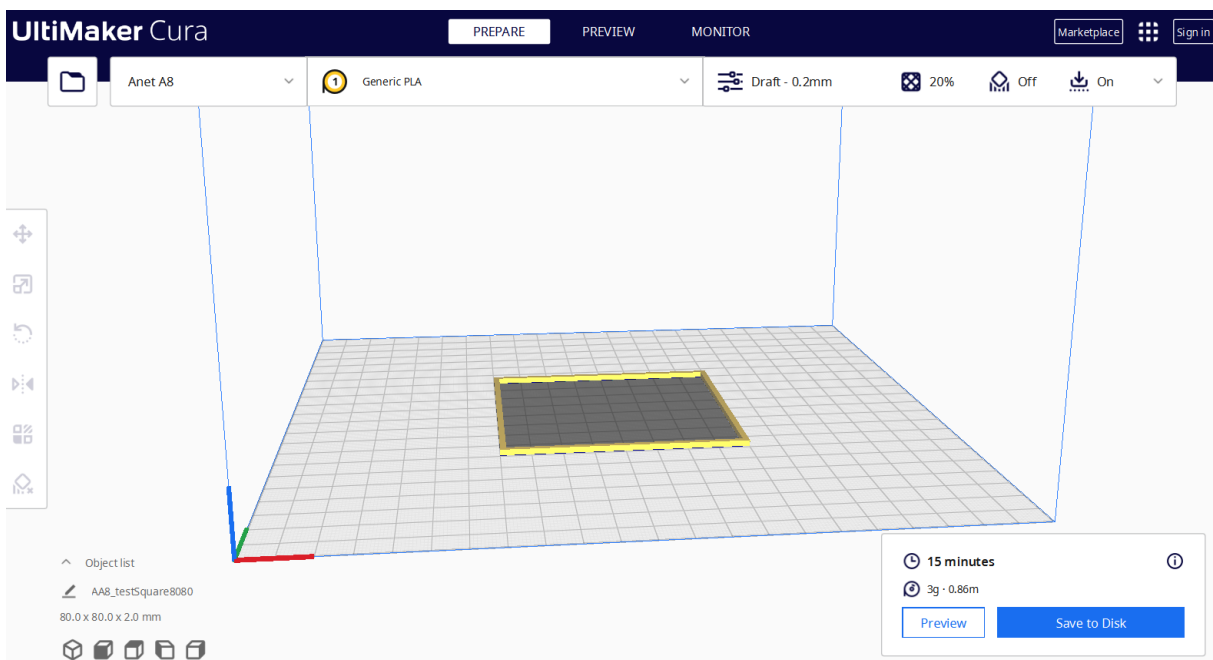 UltiMaker Cura
PREPARE PREVIEW MONITOR
Marketplace Sign in
Anet A8
1 Generic PLA
Draft - 0.2mm 20% Off On
Object list
AA8_testSquare8080
80.0 x 80.0 x 2.0 mm
15 minutes
3g · 0.86m
Preview Save to Disk